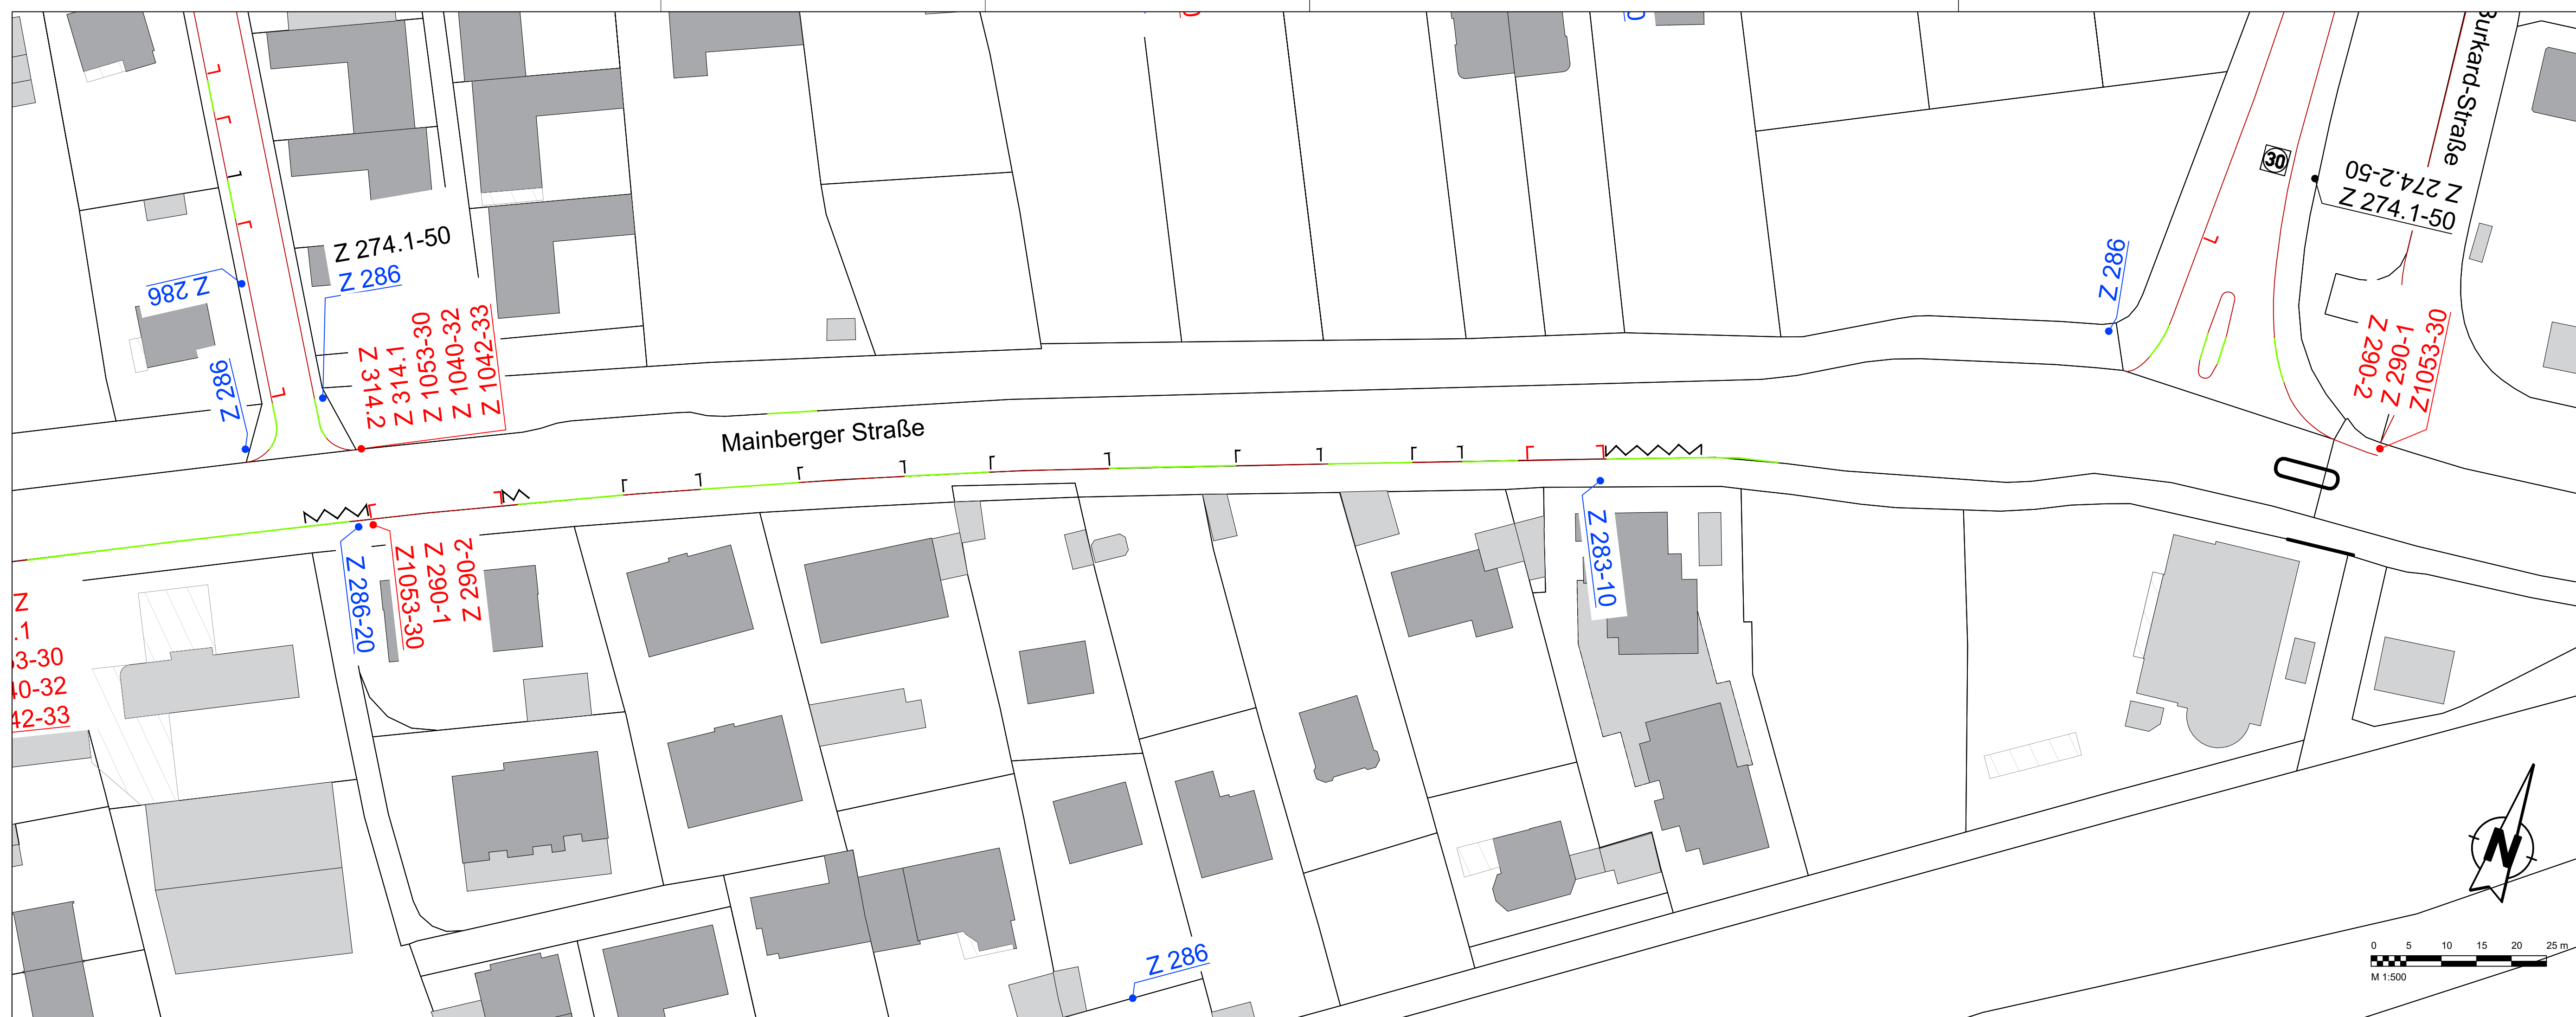 Burkard-Straße
30
Z 274.2-50
Z 274.1-50
Z 274.1-50
Z 286
Z 286
Z 286
Z 286
Z 314.2
Z 314.1
Z 1053-30
Z 1040-32
Z 1042-33
Z 290-2
Z 290-1
Z1053-30
Mainberger Straße
Z 286-20
Z1053-30
Z 290-1
Z 290-2
Z 283-10
Z
.1
53-30
40-32
42-33
Z 286
N
0 5 10 15 20 25 m
M 1:500